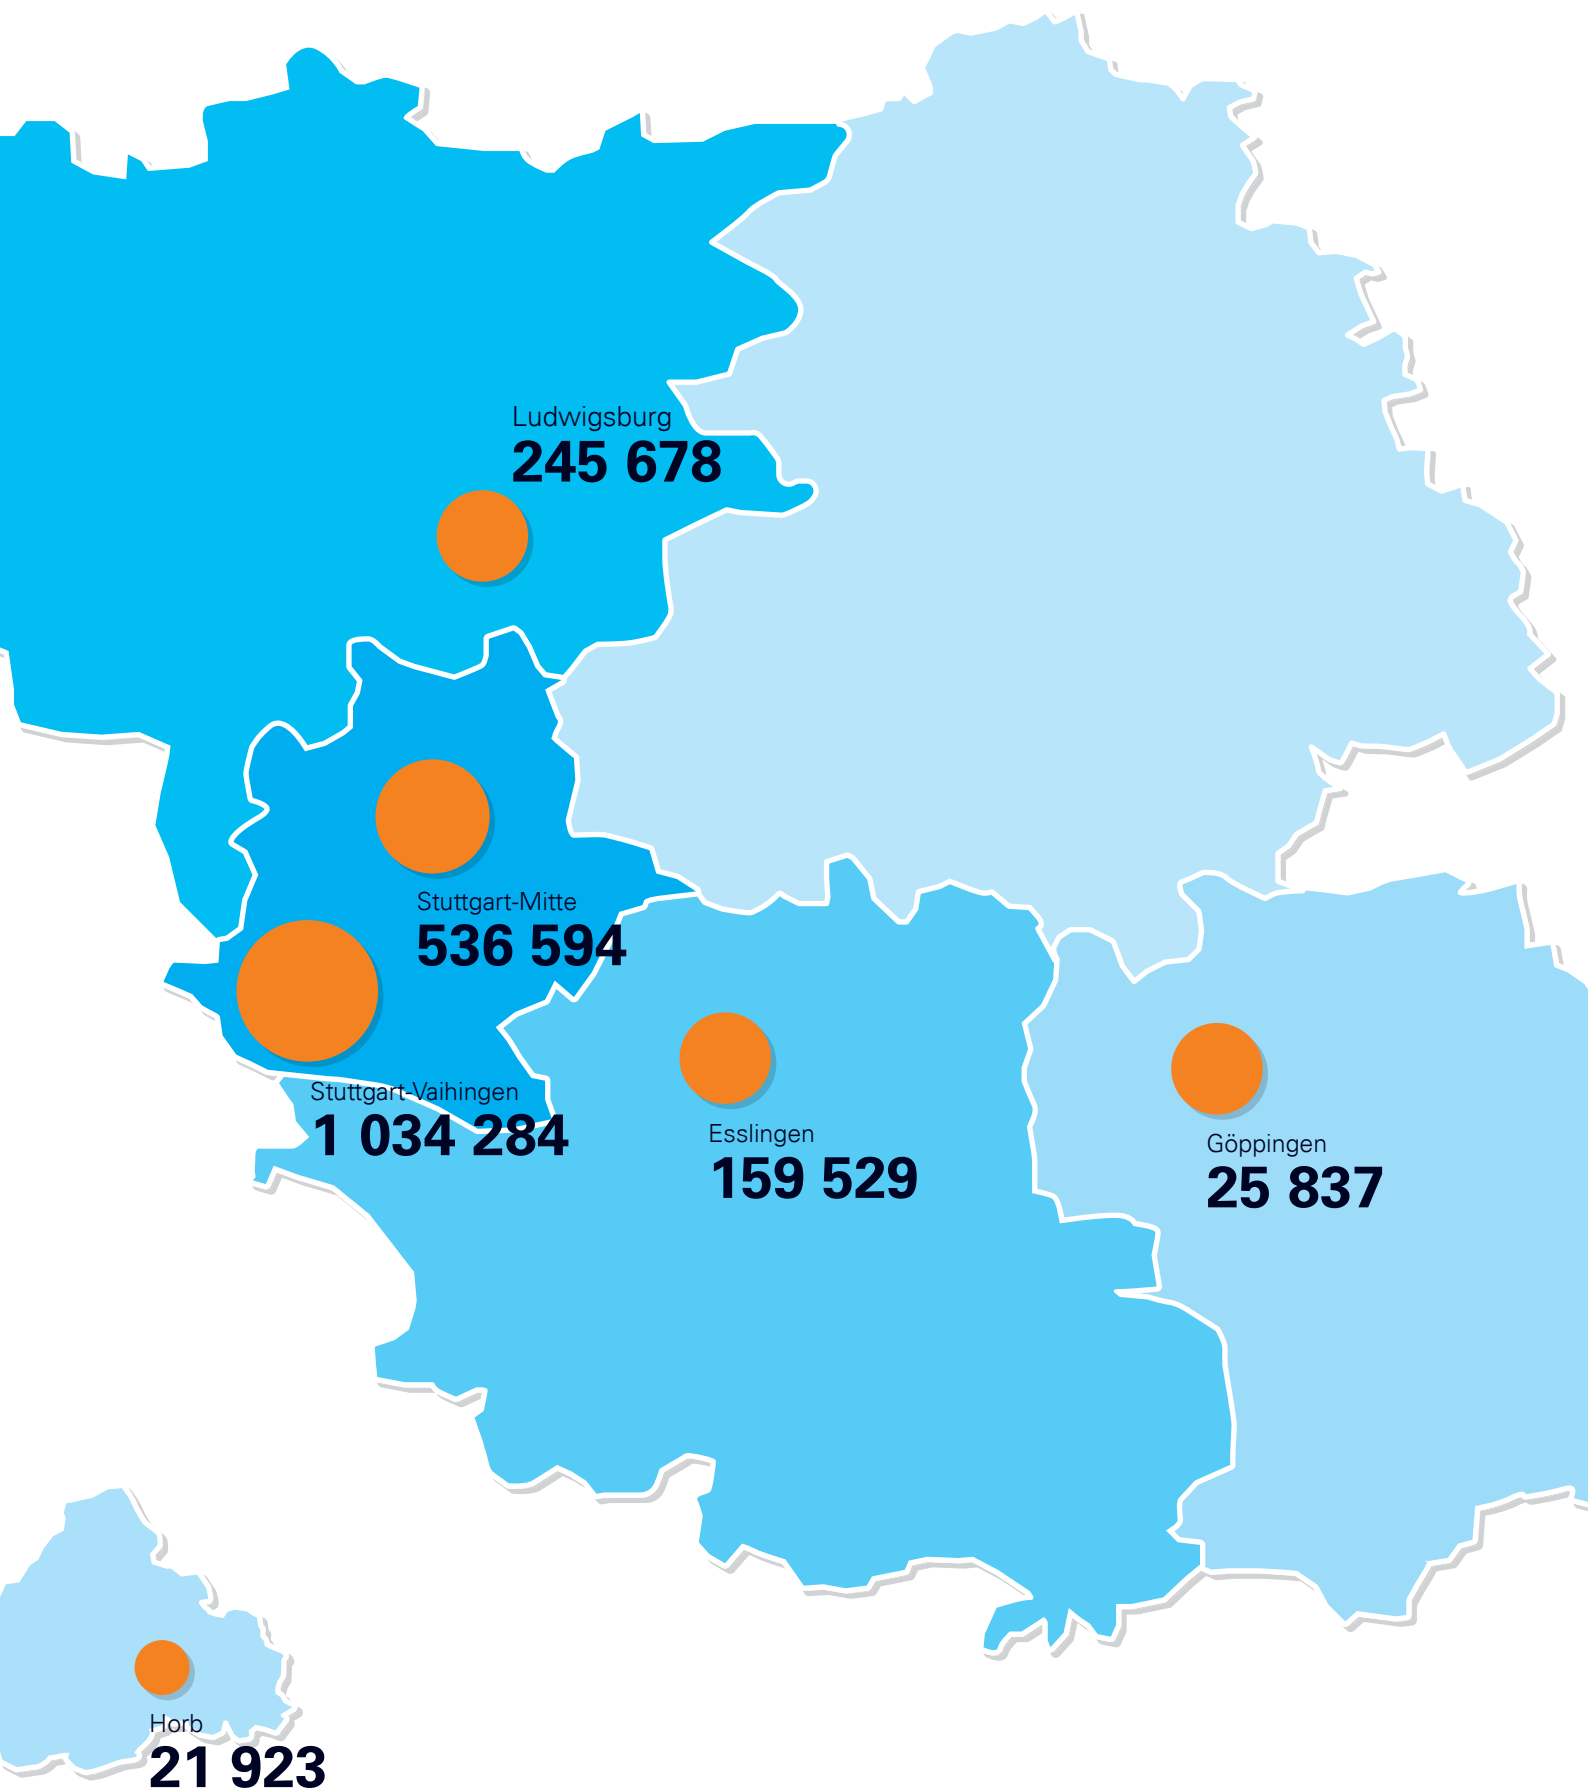 Ludwigsburg
245 678
Stuttgart-Mitte
536 594
Stuttgart-Vaihingen
1 034 284
Esslingen
159 529
Göppingen
25 837
Horb
21 923